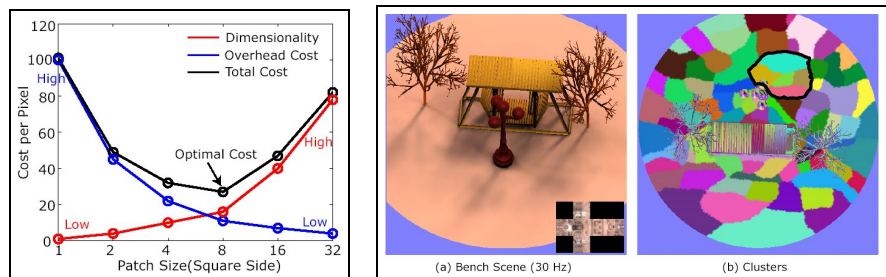 120
100
80
60
40
20
0
Cost per Pixel
Dimensionality
Overhead Cost
Total Cost
High
Optimal Cost
High
Low
Low
1 2 4 8 16 32
Patch Size(Square Side)
(a) Bench Scene (30 Hz)
(b) Clusters